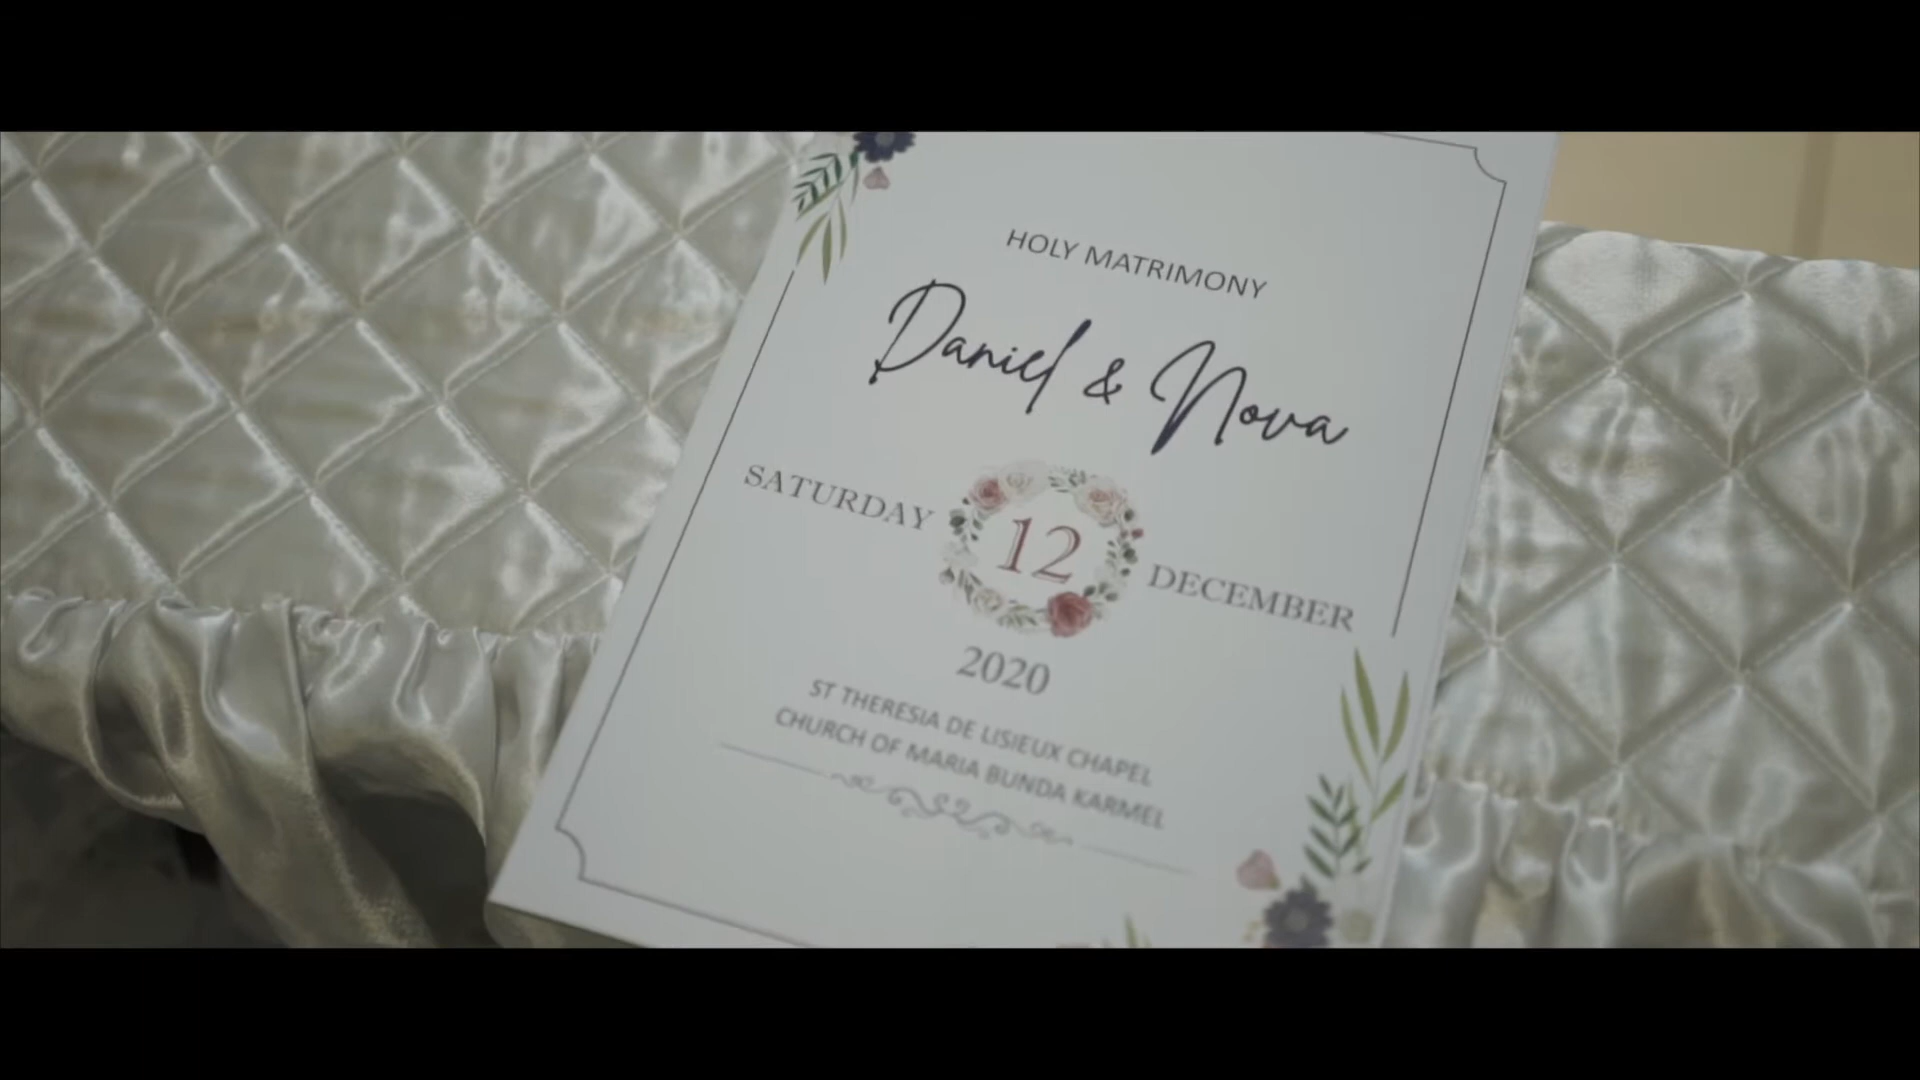 HOLY MATRIMONY
Daniel & Nova
SATURDAY 12 DECEMBER
2020
ST THERESIA DE LISIEUX CHAPEL
CHURCH OF MARIA BUNDA KARMEL